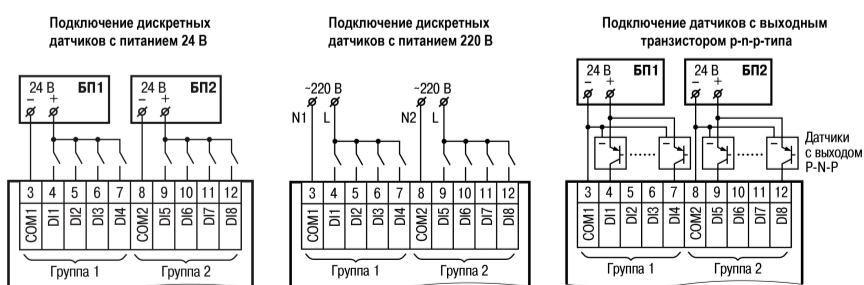 Подключение дискретных
датчиков с питанием 24 В
24 В
– +
БП1
24 В
– +
БП2
3 4 5 6 7 8 9 10 11 12
COM1 DI1 DI2 DI3 DI4 COM2 DI5 DI6 DI7 DI8
Группа 1 Группа 2
Подключение дискретных
датчиков с питанием 220 В
~220 В
N1 L
~220 В
N2 L
3 4 5 6 7 8 9 10 11 12
COM1 DI1 DI2 DI3 DI4 COM2 DI5 DI6 DI7 DI8
Группа 1 Группа 2
Подключение датчиков с выходным
транзистором p-n-p-типа
24 В
– +
БП1
24 В
– +
БП2
– – – –
Датчики
с выходом
P-N-P
3 4 5 6 7 8 9 10 11 12
COM1 DI1 DI2 DI3 DI4 COM2 DI5 DI6 DI7 DI8
Группа 1 Группа 2